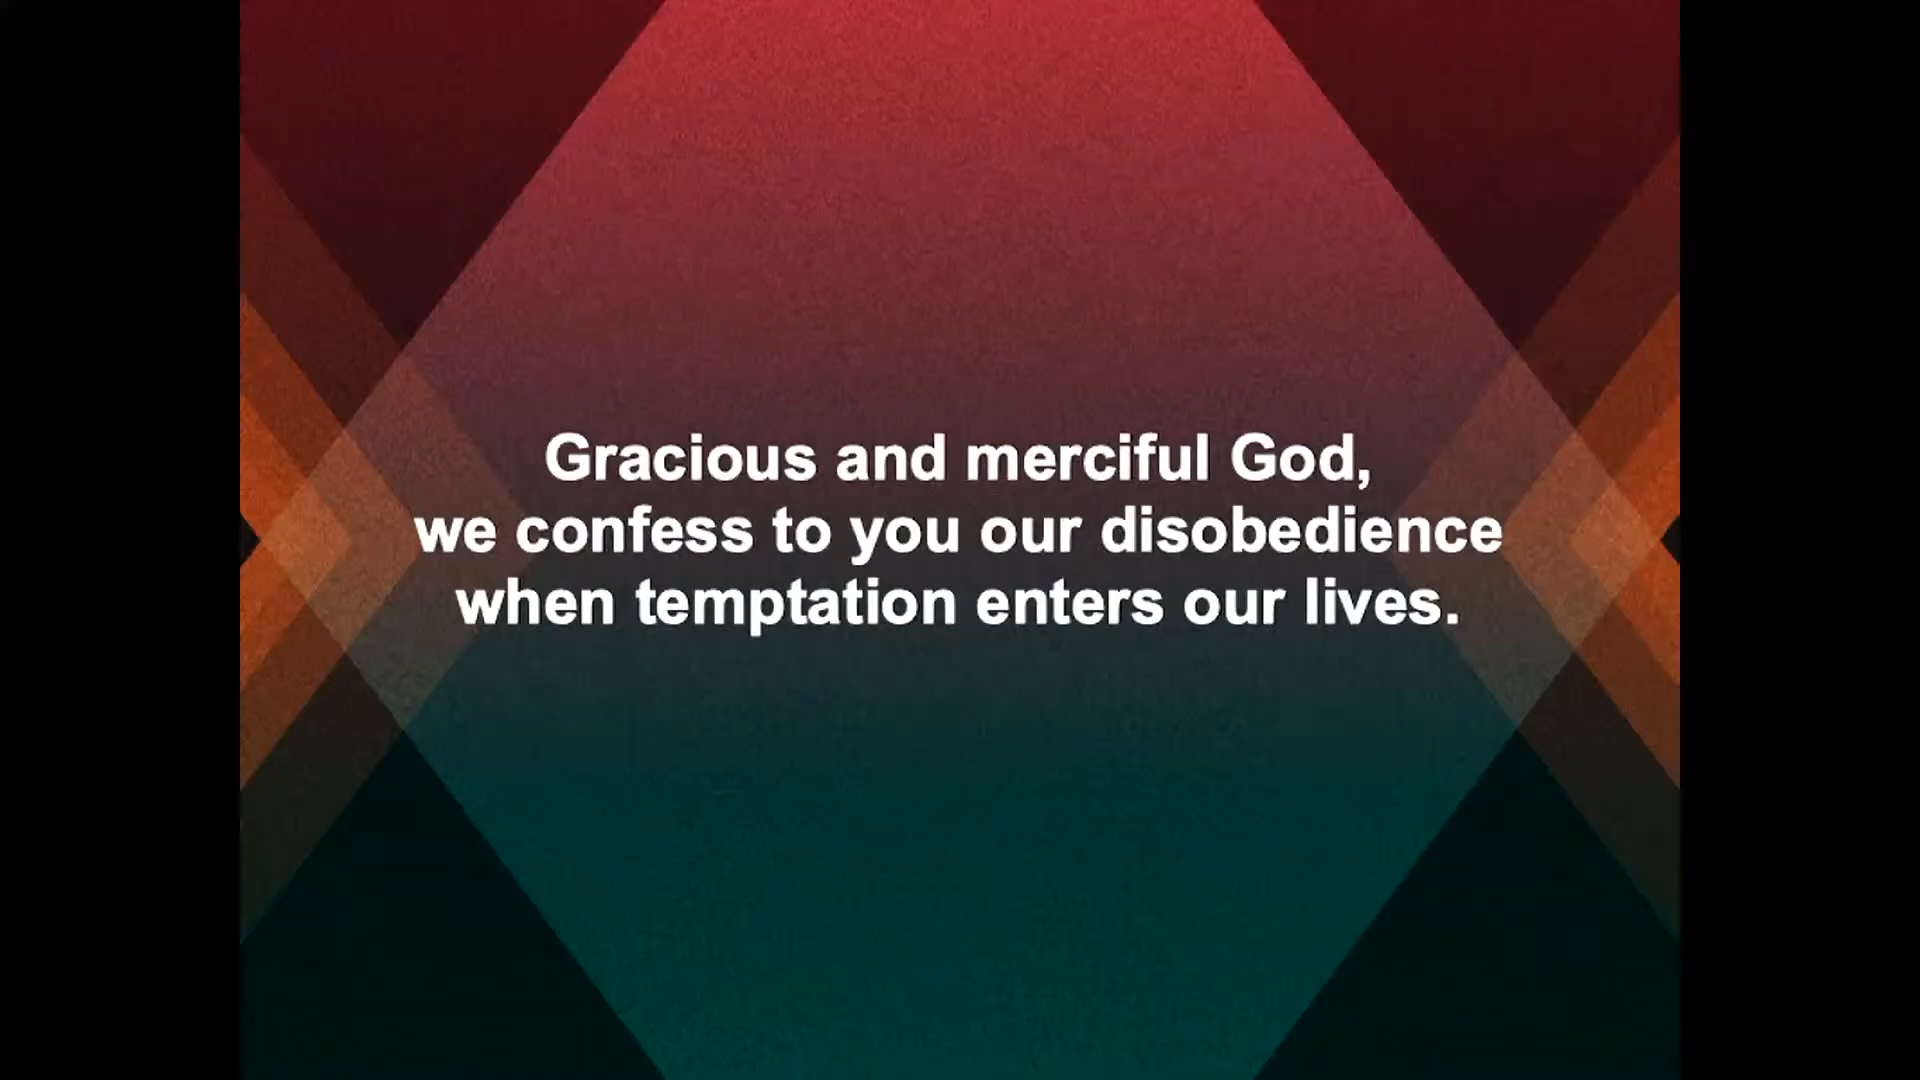 Gracious and merciful God,
we confess to you our disobedience
when temptation enters our lives.